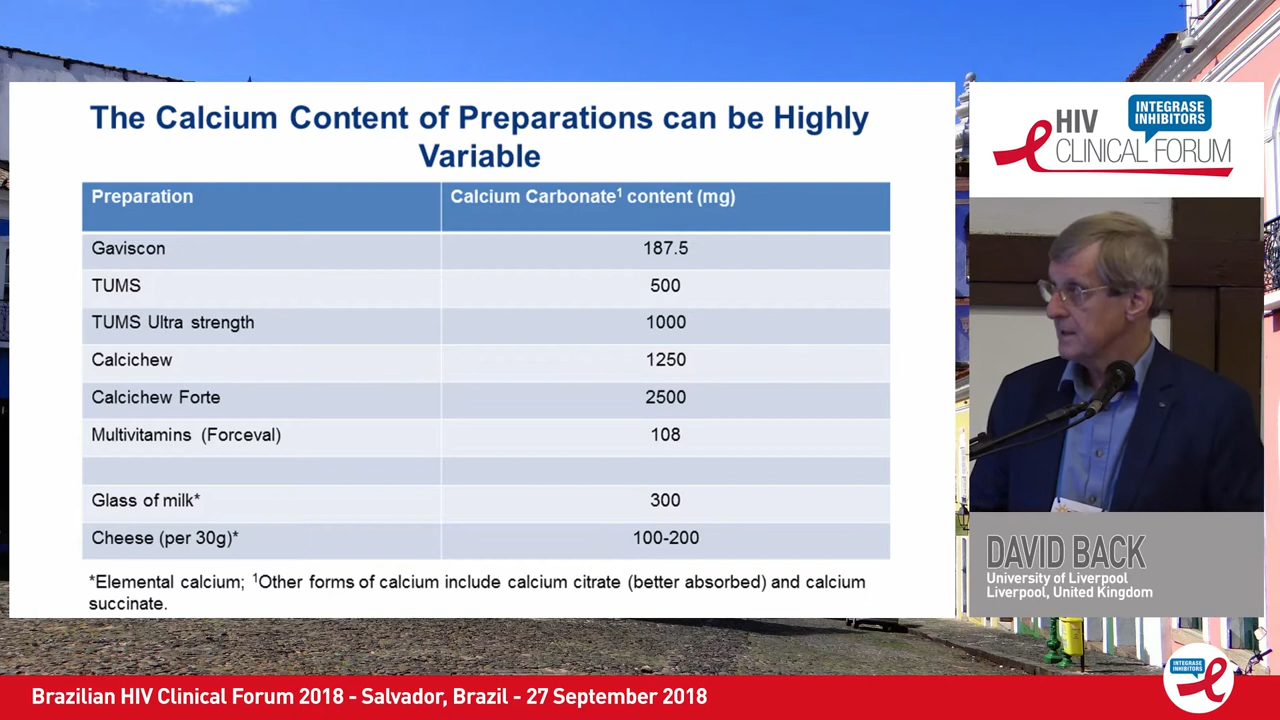 The Calcium Content of Preparations can be Highly
Variable
Preparation Calcium Carbonate¹ content (mg)
Gaviscon 187.5
TUMS 500
TUMS Ultra strength 1000
Calcichew 1250
Calcichew Forte 2500
Multivitamins (Forceval) 108
Glass of milk* 300
Cheese (per 30g)* 100-200
*Elemental calcium; ¹Other forms of calcium include calcium citrate (better absorbed) and calcium
succinate.
HIV
INTEGRASE
INHIBITORS
CLINICAL FORUM
DAVID BACK
University of Liverpool
Liverpool, United Kingdom
Brazilian HIV Clinical Forum 2018 - Salvador, Brazil - 27 September 2018
INTEGRASE
INHIBITORS